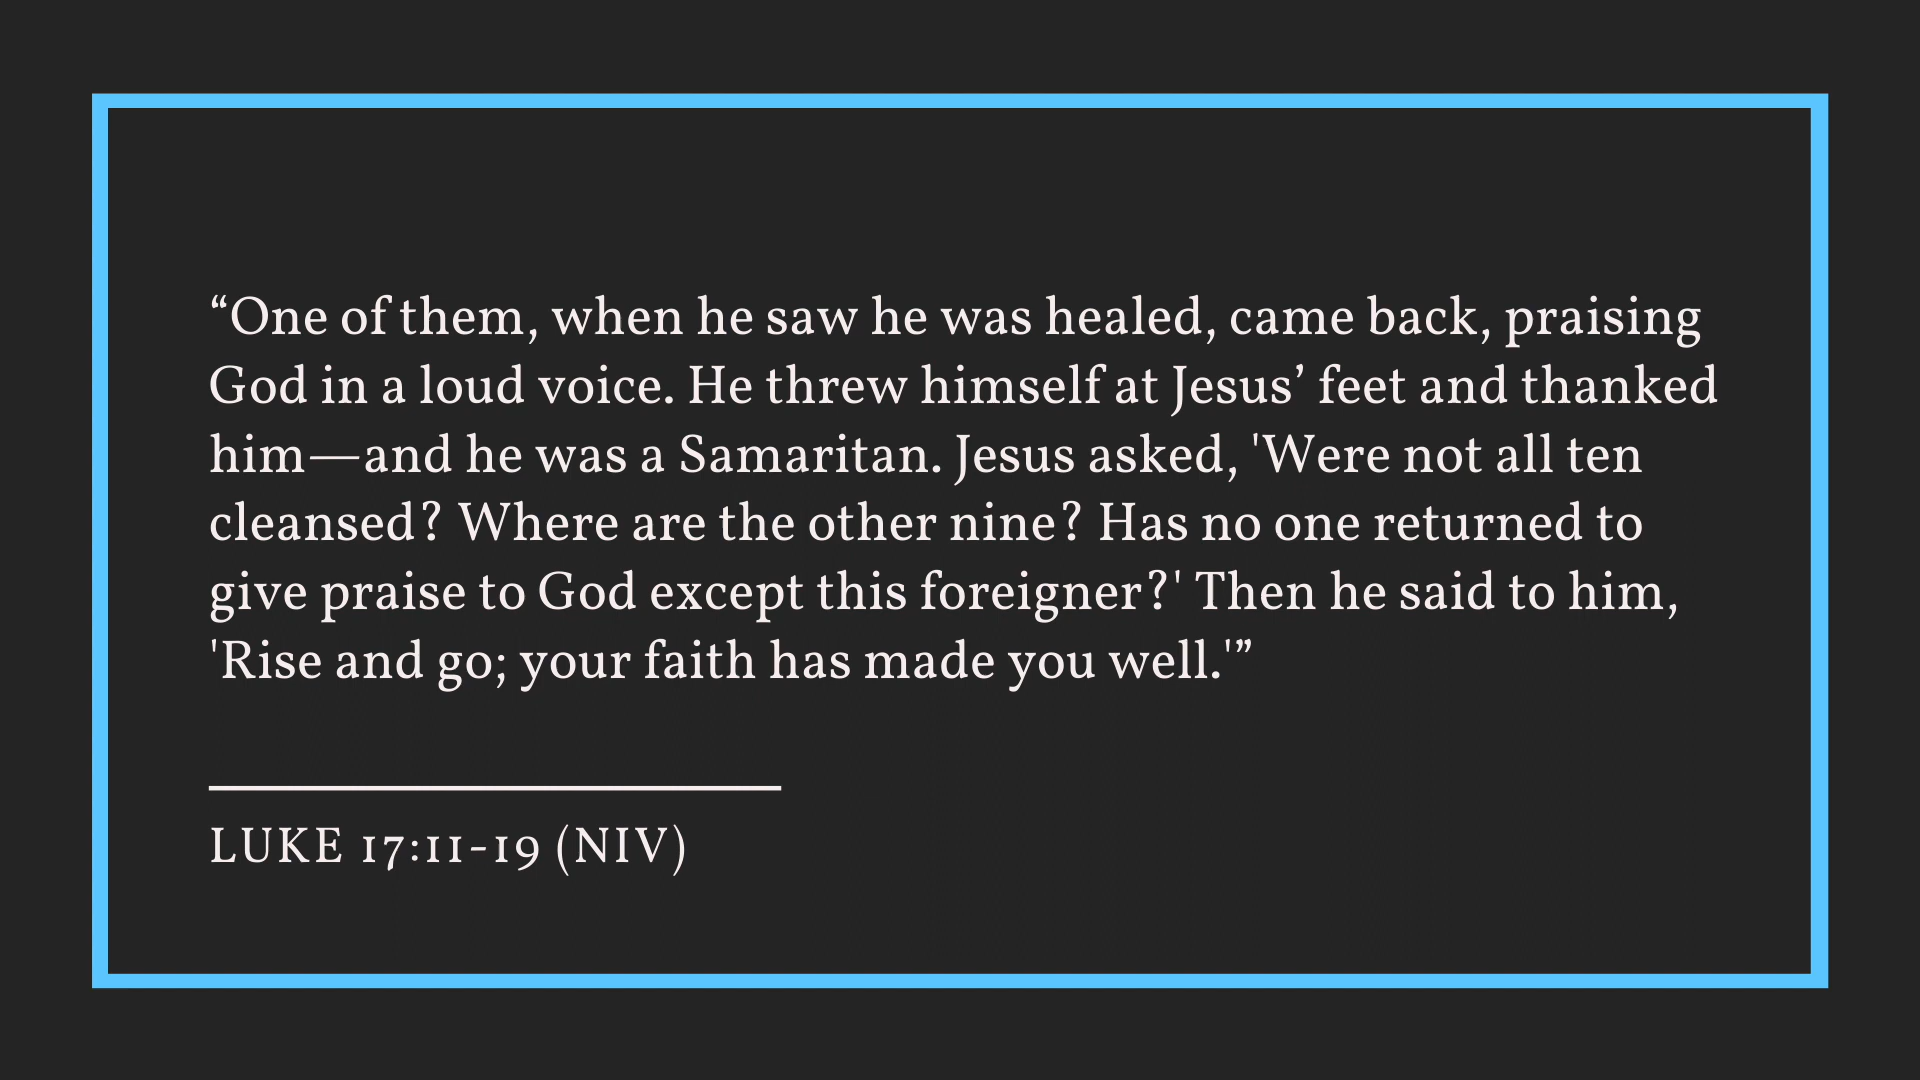 “One of them, when he saw he was healed, came back, praising
God in a loud voice. He threw himself at Jesus’ feet and thanked
him—and he was a Samaritan. Jesus asked, 'Were not all ten
cleansed? Where are the other nine? Has no one returned to
give praise to God except this foreigner?' Then he said to him,
'Rise and go; your faith has made you well.'”
LUKE 17:11-19 (NIV)